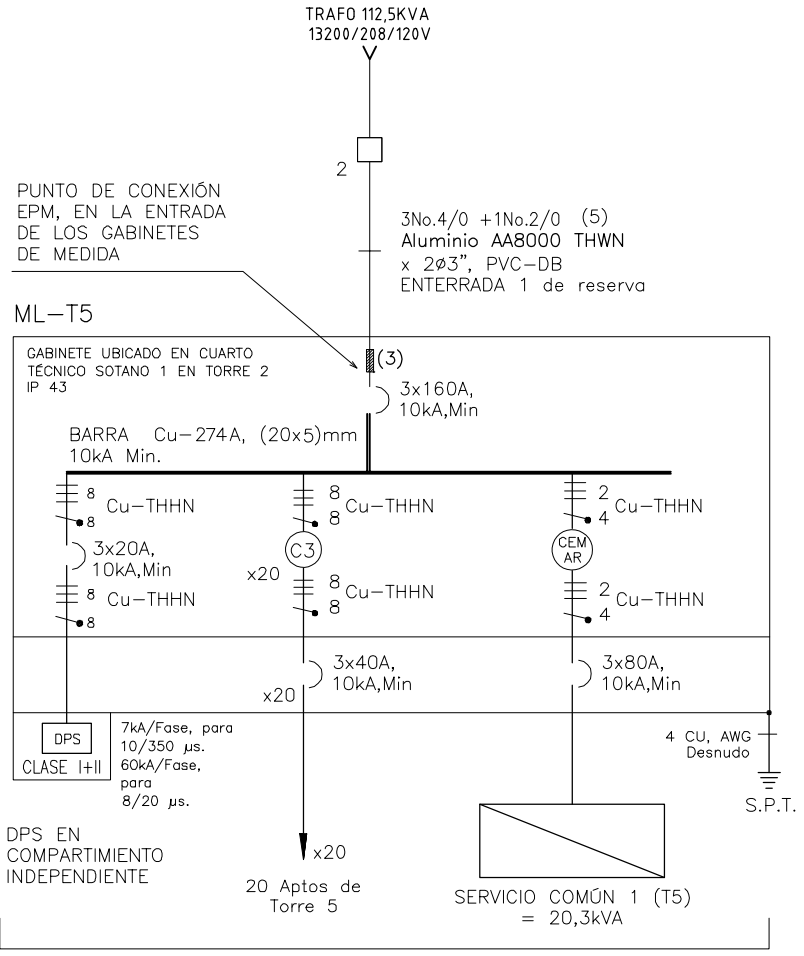 TRAFO 112,5KVA
13200/208/120V
2
PUNTO DE CONEXIÓN
EPM, EN LA ENTRADA
DE LOS GABINETES
DE MEDIDA
3No.4/0 +1No.2/0 (5)
Aluminio AA8000 THWN
x 2ø3", PVC-DB
ENTERRADA 1 de reserva
ML-T5
GABINETE UBICADO EN CUARTO
TÉCNICO SOTANO 1 EN TORRE 2
IP 43
(3)
3x160A,
10kA,Min
BARRA Cu-274A, (20x5)mm
10kA Min.
8
8
Cu-THHN
3x20A,
10kA,Min
8
8
Cu-THHN
8
8
Cu-THHN
C3
x20
8
8
Cu-THHN
2
4
Cu-THHN
CEM
AR
2
4
Cu-THHN
3x40A,
10kA,Min
x20
3x80A,
10kA,Min
DPS
CLASE I+II
7kA/Fase, para
10/350 µs.
60kA/Fase,
para
8/20 µs.
4 CU, AWG
Desnudo
S.P.T.
DPS EN
COMPARTIMIENTO
INDEPENDIENTE
x20
20 Aptos de
Torre 5
SERVICIO COMÚN 1 (T5)
= 20,3kVA